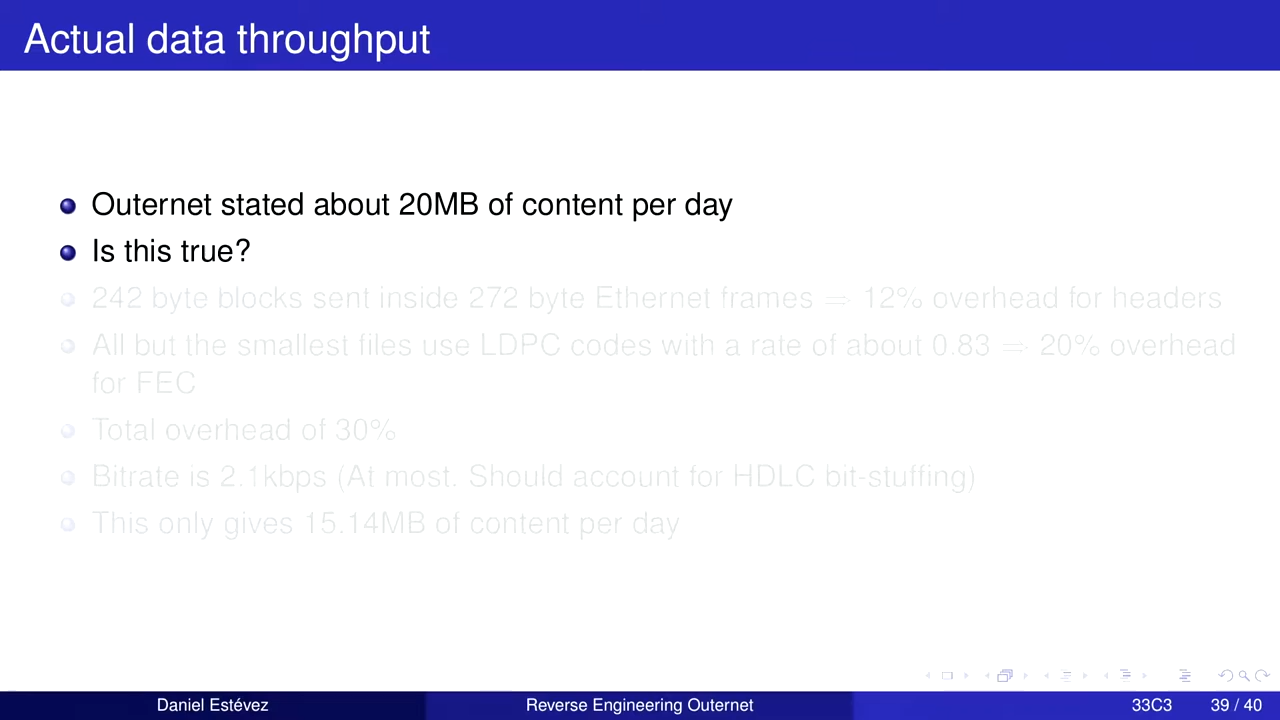 Actual data throughput
Outernet stated about 20MB of content per day
Is this true?
242 byte blocks sent inside 272 byte Ethernet frames ⇒ 12% overhead for headers
All but the smallest files use LDPC codes with a rate of about 0.83 ⇒ 20% overhead
for FEC
Total overhead of 30%
Bitrate is 2.1kbps (At most. Should account for HDLC bit-stuffing)
This only gives 15.14MB of content per day
Daniel Estévez Reverse Engineering Outernet 33C3 39 / 40